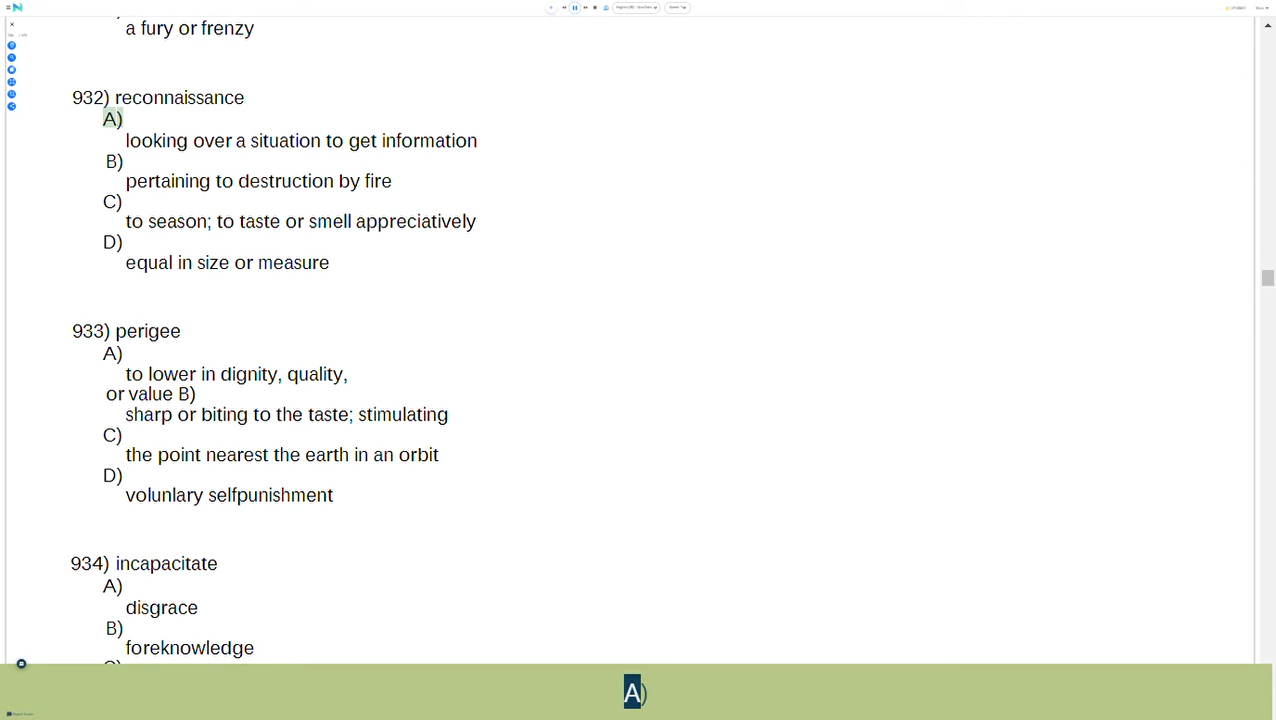 a fury or frenzy
932) reconnaissance
A)
looking over a situation to get information
B)
pertaining to destruction by fire
C)
to season; to taste or smell appreciatively
D)
equal in size or measure
933) perigee
A)
to lower in dignity, quality,
or value B)
sharp or biting to the taste; stimulating
C)
the point nearest the earth in an orbit
D)
volunlary selfpunishment
934) incapacitate
A)
disgrace
B)
foreknowledge
A)